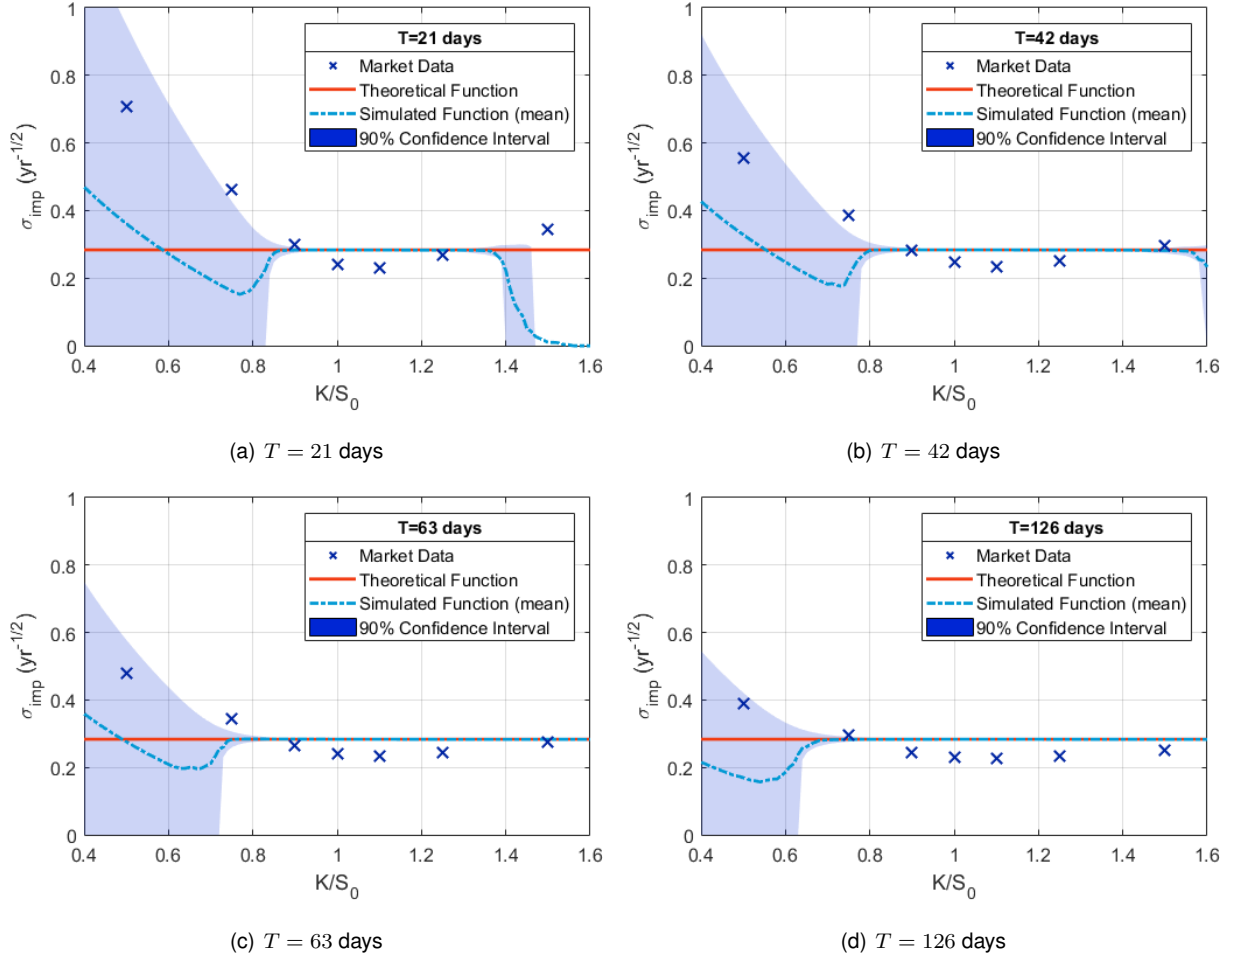 T=21 days
Market Data
Theoretical Function
Simulated Function (mean)
90% Confidence Interval
1
0.8
0.6
0.4
0.2
0
σ_imp (yr^-1/2)
0.4 0.6 0.8 1 1.2 1.4 1.6
K/S_0
(a) T = 21 days
T=42 days
Market Data
Theoretical Function
Simulated Function (mean)
90% Confidence Interval
1
0.8
0.6
0.4
0.2
0
σ_imp (yr^-1/2)
0.4 0.6 0.8 1 1.2 1.4 1.6
K/S_0
(b) T = 42 days
T=63 days
Market Data
Theoretical Function
Simulated Function (mean)
90% Confidence Interval
1
0.8
0.6
0.4
0.2
0
σ_imp (yr^-1/2)
0.4 0.6 0.8 1 1.2 1.4 1.6
K/S_0
(c) T = 63 days
T=126 days
Market Data
Theoretical Function
Simulated Function (mean)
90% Confidence Interval
1
0.8
0.6
0.4
0.2
0
σ_imp (yr^-1/2)
0.4 0.6 0.8 1 1.2 1.4 1.6
K/S_0
(d) T = 126 days